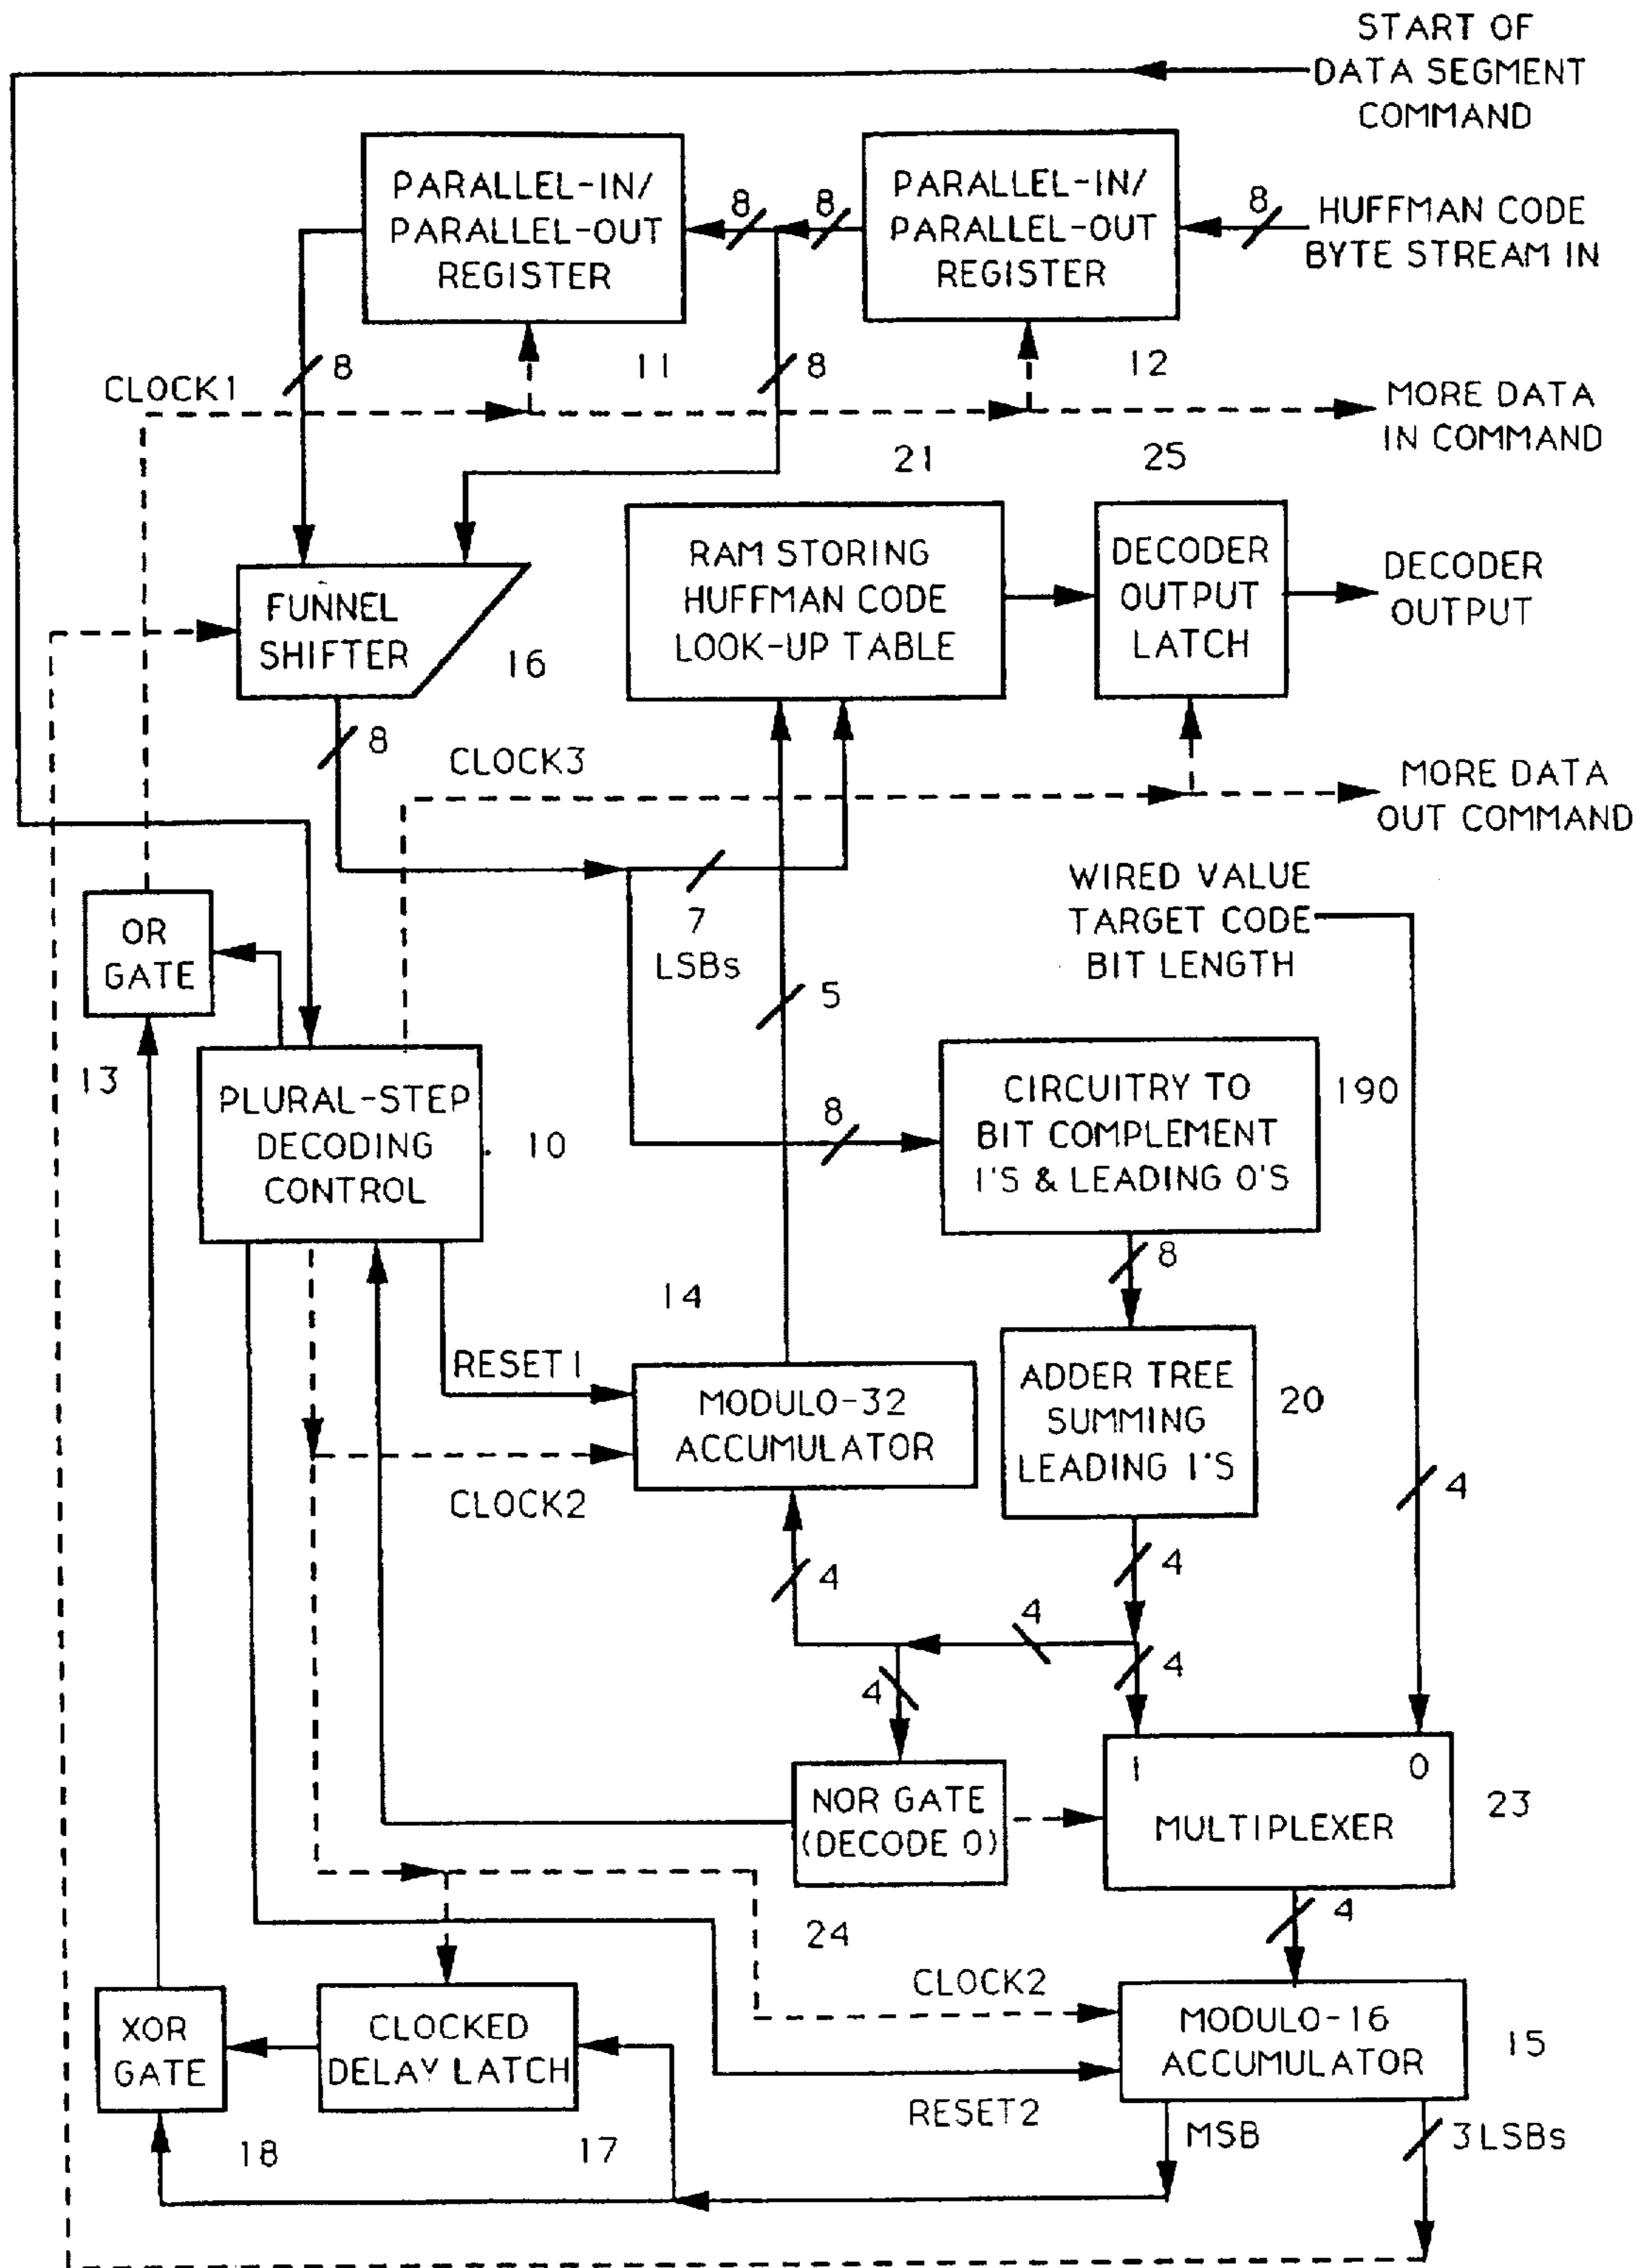 START OF
DATA SEGMENT
COMMAND
PARALLEL-IN/
PARALLEL-OUT
REGISTER
8
8
PARALLEL-IN/
PARALLEL-OUT
REGISTER
8
HUFFMAN CODE
BYTE STREAM IN
8
11
8
12
CLOCK1
MORE DATA
IN COMMAND
21
25
FUNNEL
SHIFTER
16
RAM STORING
HUFFMAN CODE
LOOK-UP TABLE
DECODER
OUTPUT
LATCH
DECODER
OUTPUT
8
CLOCK3
MORE DATA
OUT COMMAND
7
LSBs
WIRED VALUE
TARGET CODE
BIT LENGTH
OR
GATE
5
13
PLURAL-STEP
DECODING
CONTROL
10
8
CIRCUITRY TO
BIT COMPLEMENT
1'S & LEADING 0'S
190
8
14
RESET1
MODULO-32
ACCUMULATOR
ADDER TREE
SUMMING
LEADING 1'S
20
CLOCK2
4
4
4
4
4
4
NOR GATE
(DECODE 0)
1
0
MULTIPLEXER
23
24
4
CLOCK2
XOR
GATE
CLOCKED
DELAY LATCH
MODULO-16
ACCUMULATOR
15
RESET2
18
17
MSB
3LSBs